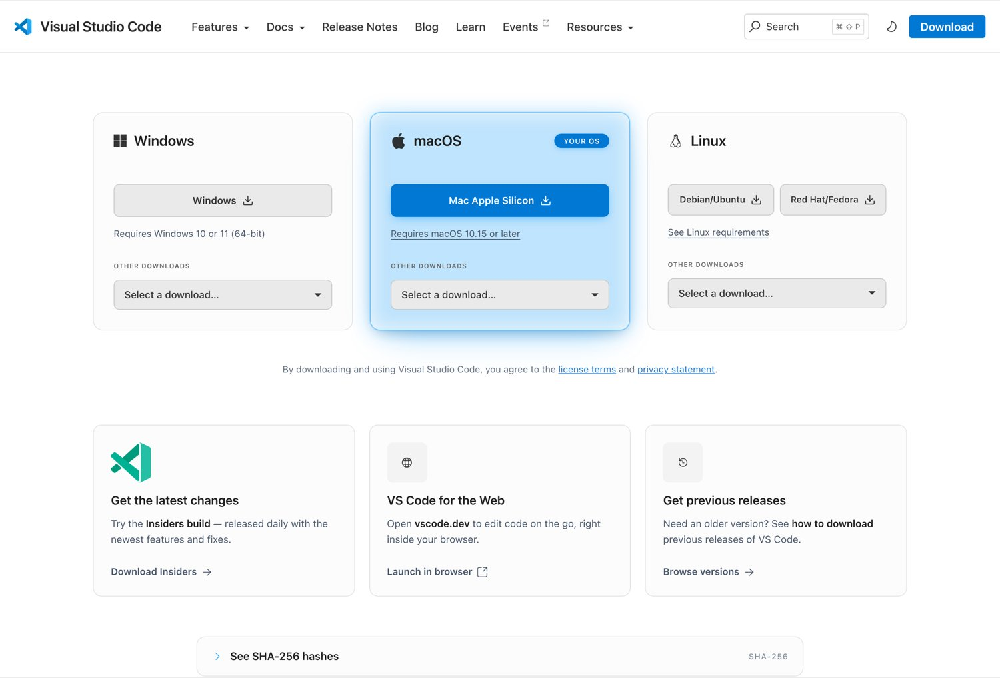 Visual Studio Code
Features
Docs
Release Notes
Blog
Learn
Events
Resources
Search
⌘ ⇧ P
Download
Windows
Windows
Requires Windows 10 or 11 (64-bit)
OTHER DOWNLOADS
Select a download...
macOS
YOUR OS
Mac Apple Silicon
Requires macOS 10.15 or later
OTHER DOWNLOADS
Select a download...
Linux
Debian/Ubuntu
Red Hat/Fedora
See Linux requirements
OTHER DOWNLOADS
Select a download...
By downloading and using Visual Studio Code, you agree to the license terms and privacy statement.
Get the latest changes
Try the Insiders build — released daily with the
newest features and fixes.
Download Insiders →
VS Code for the Web
Open vscode.dev to edit code on the go, right
inside your browser.
Launch in browser
Get previous releases
Need an older version? See how to download
previous releases of VS Code.
Browse versions →
See SHA-256 hashes
SHA-256